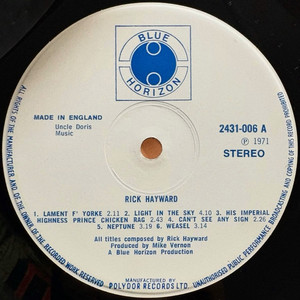 BLUE
HORIZON
MADE IN ENGLAND
Uncle Doris
Music
2431-006 A
℗ 1971
STEREO
RICK HAYWARD
1. LAMENT F' YORKE 2.11 2. LIGHT IN THE SKY 4.10 3. HIS IMPERIAL
HIGHNESS PRINCE CHICKEN RAG 2.43 4. CAN'T SEE ANY SIGN 2.26
5. NEPTUNE 3.19 6. WEASEL 3.14
All titles composed by Rick Hayward
Produced by Mike Vernon
A Blue Horizon Production
MANUFACTURED BY
POLYDOR RECORDS LTD.
ALL RIGHTS OF THE MANUFACTURER AND OF THE OWNER OF THE RECORDED WORK RESERVED
UNAUTHORISED PUBLIC PERFORMANCE BROADCASTING AND COPYING OF THIS RECORD PROHIBITED